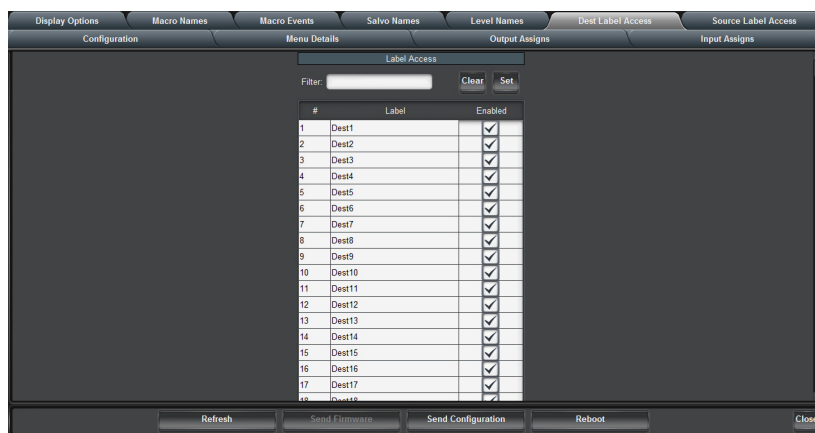 Display Options Macro Names Macro Events Salvo Names Level Names Dest Label Access Source Label Access
Configuration Menu Details Output Assigns Input Assigns
Label Access
Filter: Clear Set
# Label Enabled
1 Dest1
2 Dest2
3 Dest3
4 Dest4
5 Dest5
6 Dest6
7 Dest7
8 Dest8
9 Dest9
10 Dest10
11 Dest11
12 Dest12
13 Dest13
14 Dest14
15 Dest15
16 Dest16
17 Dest17
18 Dest18
Refresh Send Firmware Send Configuration Reboot Close